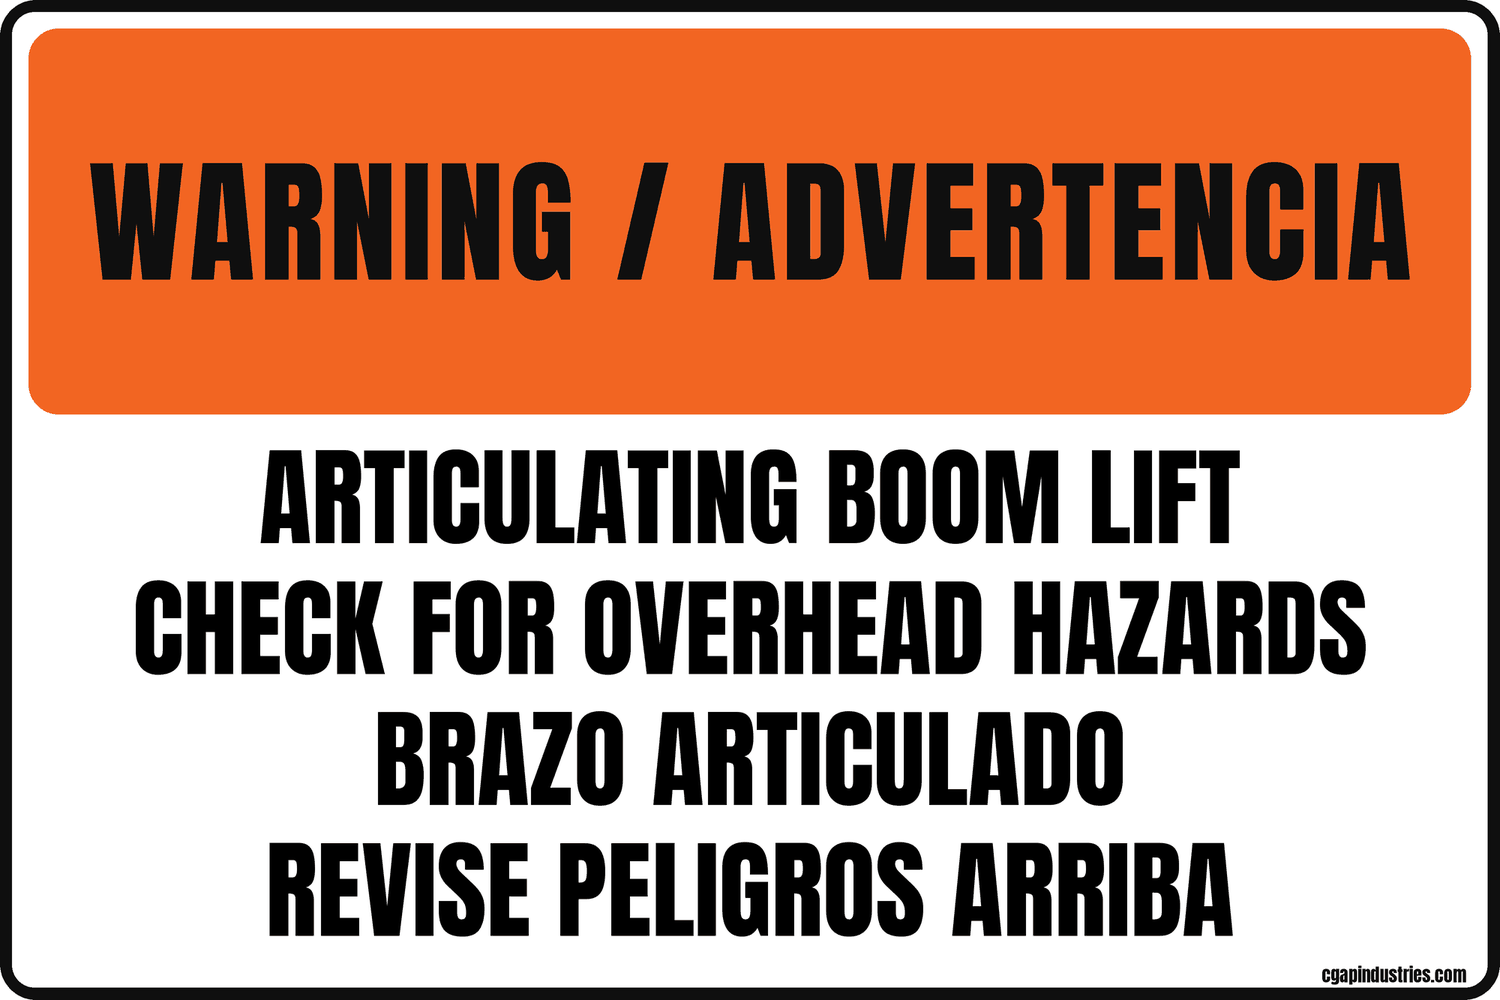 WARNING / ADVERTENCIA
ARTICULATING BOOM LIFT
CHECK FOR OVERHEAD HAZARDS
BRAZO ARTICULADO
REVISE PELIGROS ARRIBA
cgapindustries.com